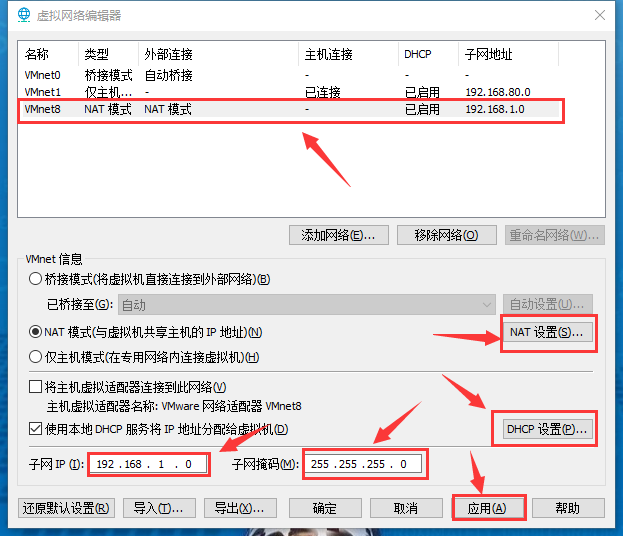 虚拟网络编辑器
名称 类型 外部连接 主机连接 DHCP 子网地址
VMnet0 桥接模式 自动桥接 - - -
VMnet1 仅主机... - 已连接 已启用 192.168.80.0
VMnet8 NAT 模式 NAT 模式 - 已启用 192.168.1.0
添加网络(E)... 移除网络(O) 重命名网络(W)...
VMnet 信息
桥接模式(将虚拟机直接连接到外部网络)(B)
已桥接至(G): 自动 自动设置(U)...
NAT 模式(与虚拟机共享主机的 IP 地址)(N) NAT 设置(S)...
仅主机模式(在专用网络内连接虚拟机)(H)
将主机虚拟适配器连接到此网络(V)
主机虚拟适配器名称: VMware 网络适配器 VMnet8
使用本地 DHCP 服务将 IP 地址分配给虚拟机(D) DHCP 设置(P)...
子网 IP (I): 192 . 168 . 1 . 0 子网掩码(M): 255 . 255 . 255 . 0
还原默认设置(R) 导入(T)... 导出(X)... 确定 取消 应用(A) 帮助